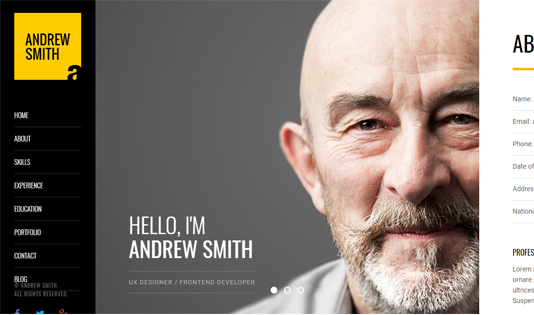 ANDREW
SMITH
a
HOME
ABOUT
SKILLS
EXPERIENCE
EDUCATION
PORTFOLIO
CONTACT
BLOG
© ANDREW SMITH
ALL RIGHTS RESERVED.
HELLO, I'M
ANDREW SMITH
UX DESIGNER / FRONTEND DEVELOPER
AB
Name:
Email:
Phone:
Date of
Addres
Nationa
PROFES
Lorem i
ornare
ultrices
Suspen